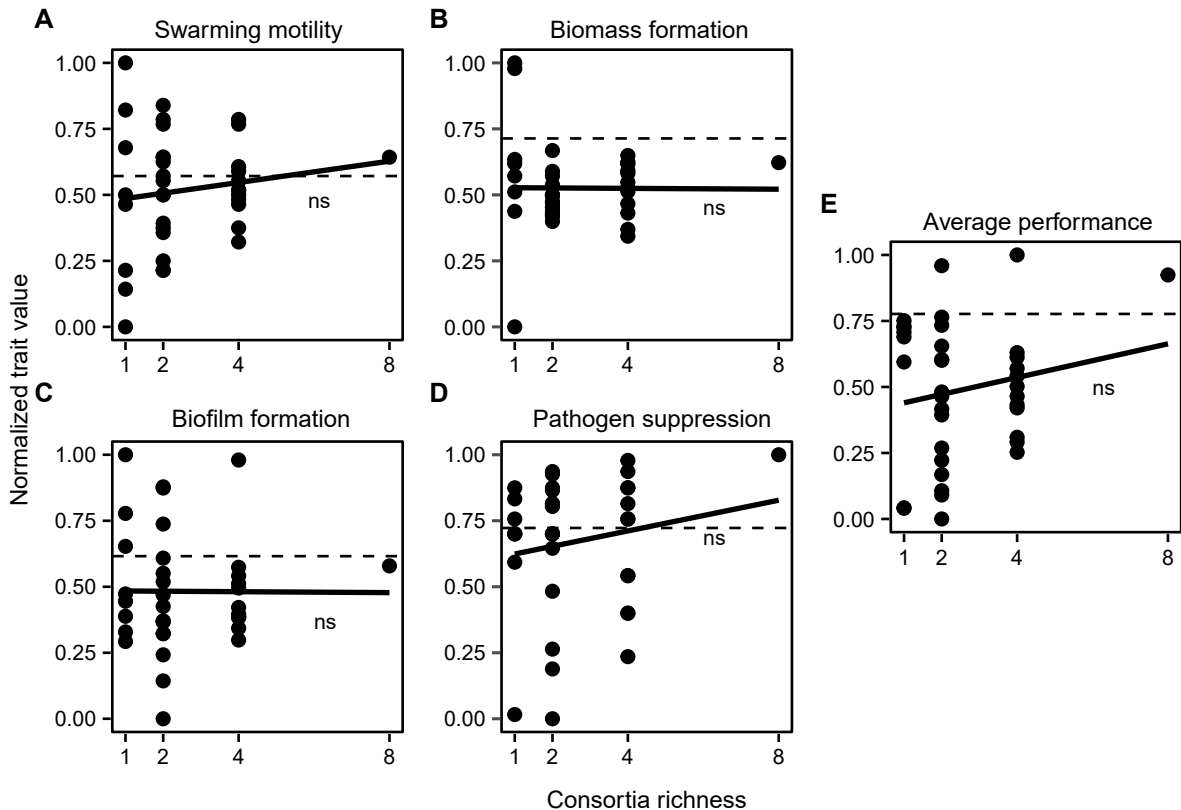 A
Swarming motility
1.00
0.75
0.50
0.25
0.00
ns
1 2 4 8
B
Biomass formation
1.00
0.75
0.50
0.25
0.00
ns
1 2 4 8
C
Biofilm formation
1.00
0.75
0.50
0.25
0.00
ns
1 2 4 8
D
Pathogen suppression
1.00
0.75
0.50
0.25
0.00
ns
1 2 4 8
E
Average performance
1.00
0.75
0.50
0.25
0.00
ns
1 2 4 8
Normalized trait value
Consortia richness